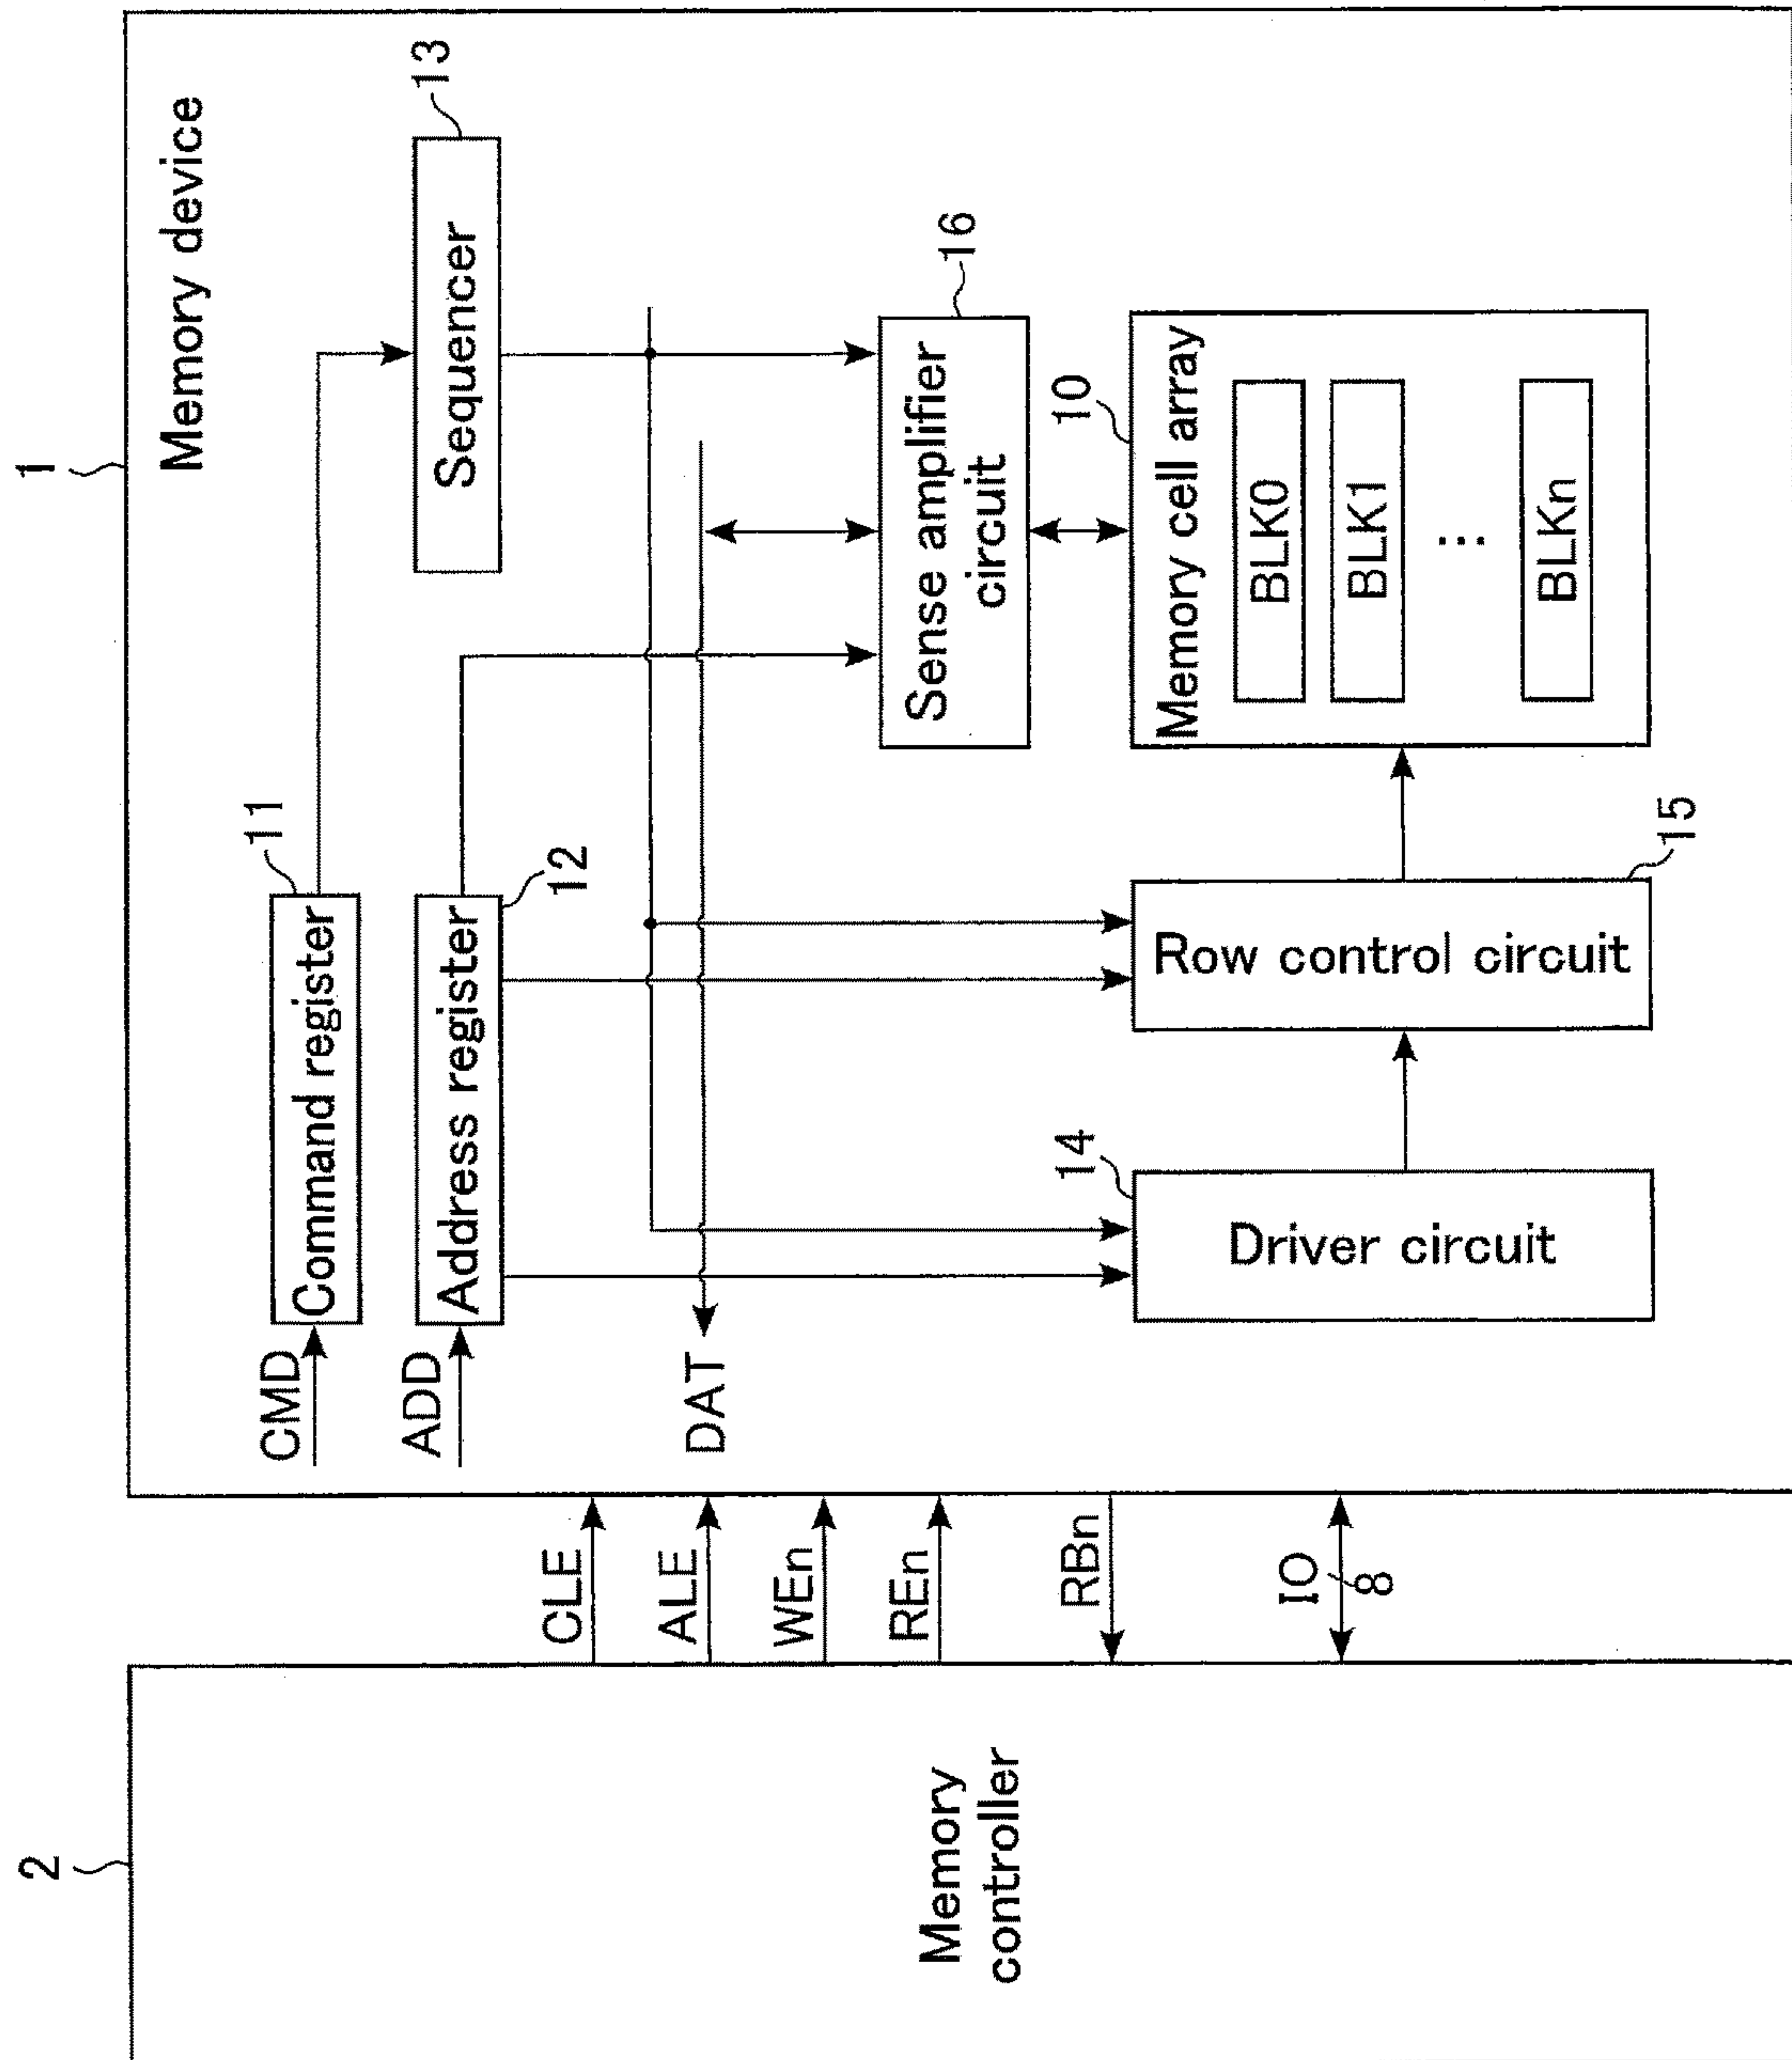 1
Memory device
2
Memory
controller
CLE
ALE
WEn
REn
RBn
IO
8
CMD
Command register
11
ADD
Address register
12
Sequencer
13
DAT
Sense amplifier
circuit
16
10
Memory cell array
BLK0
BLK1
...
BLKn
14
Driver circuit
Row control circuit
15